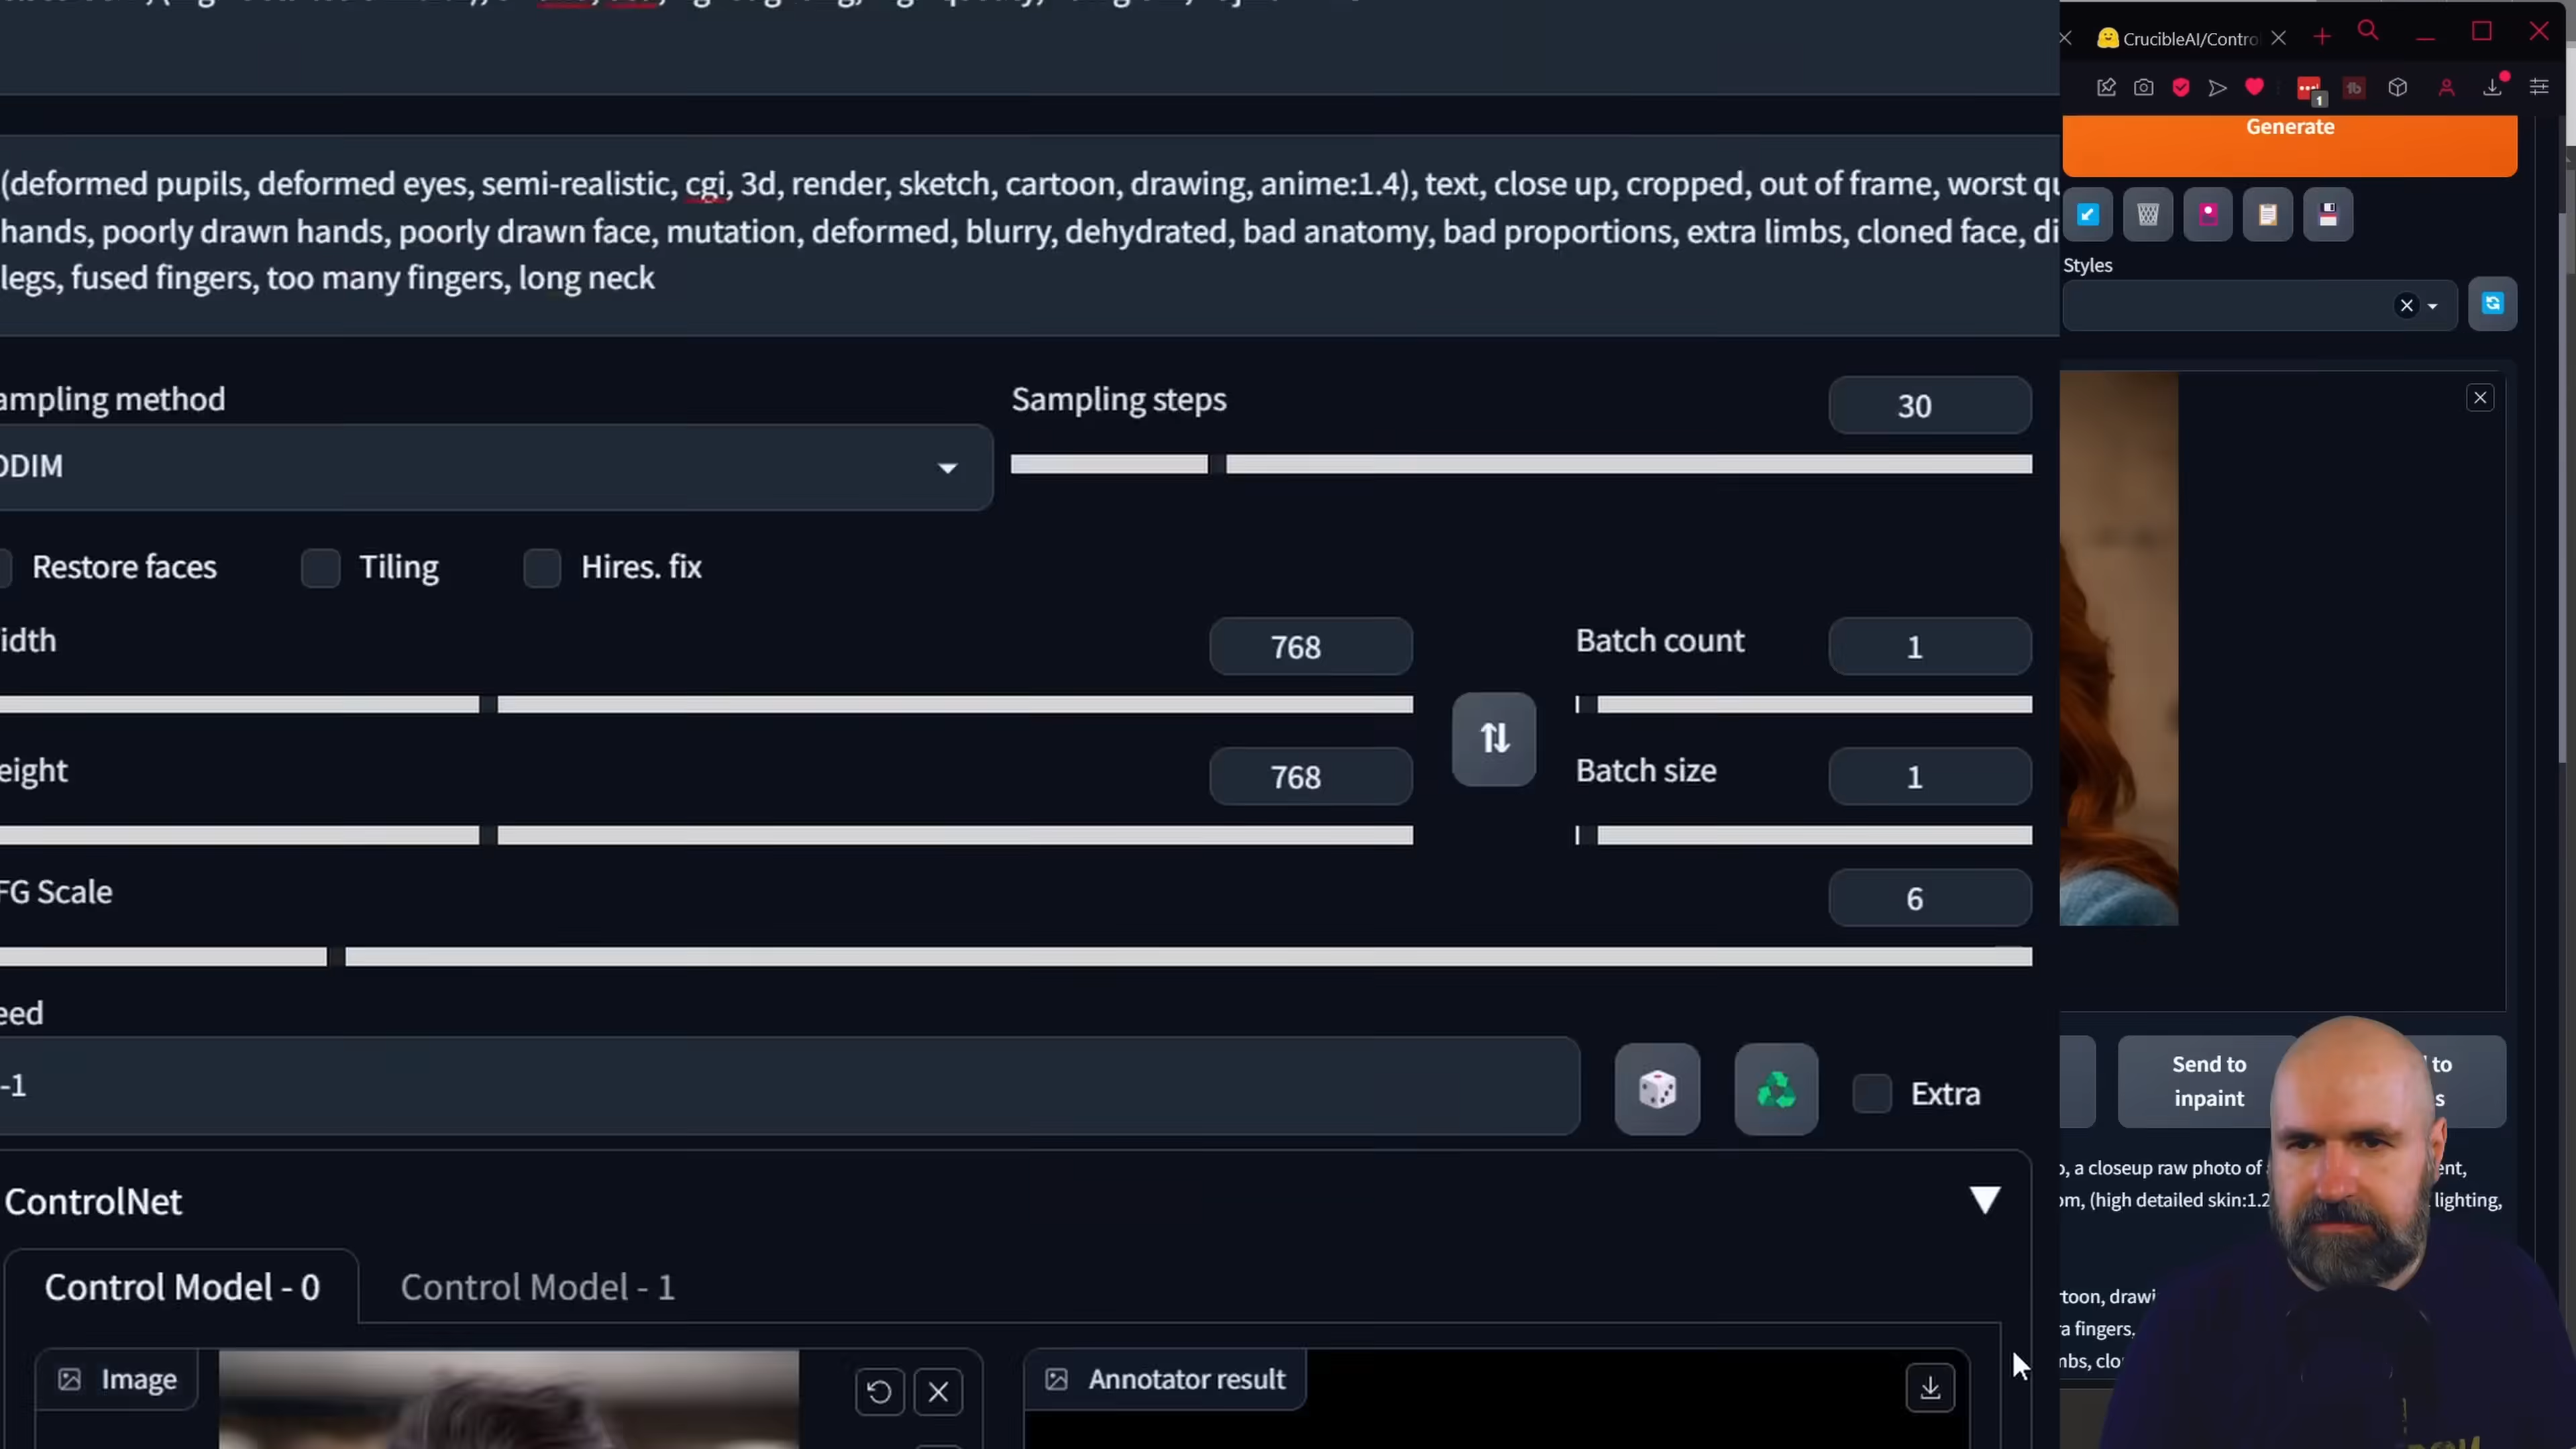 CrucibleAI/Contro
1
Generate
(deformed pupils, deformed eyes, semi-realistic, cgi, 3d, render, sketch, cartoon, drawing, anime:1.4), text, close up, cropped, out of frame, worst qu
hands, poorly drawn hands, poorly drawn face, mutation, deformed, blurry, dehydrated, bad anatomy, bad proportions, extra limbs, cloned face, di
legs, fused fingers, too many fingers, long neck
Styles
ampling method
Sampling steps
30
DDIM
Restore faces
Tiling
Hires. fix
idth
768
Batch count
1
eight
768
Batch size
1
FG Scale
6
eed
-1
Extra
Send to
inpaint
to
s
, a closeup raw photo of
ent,
om, (high detailed skin:1.2
lighting,
ControlNet
Control Model - 0
Control Model - 1
rtoon, drawi
ra fingers,
mbs, clo
Image
Annotator result